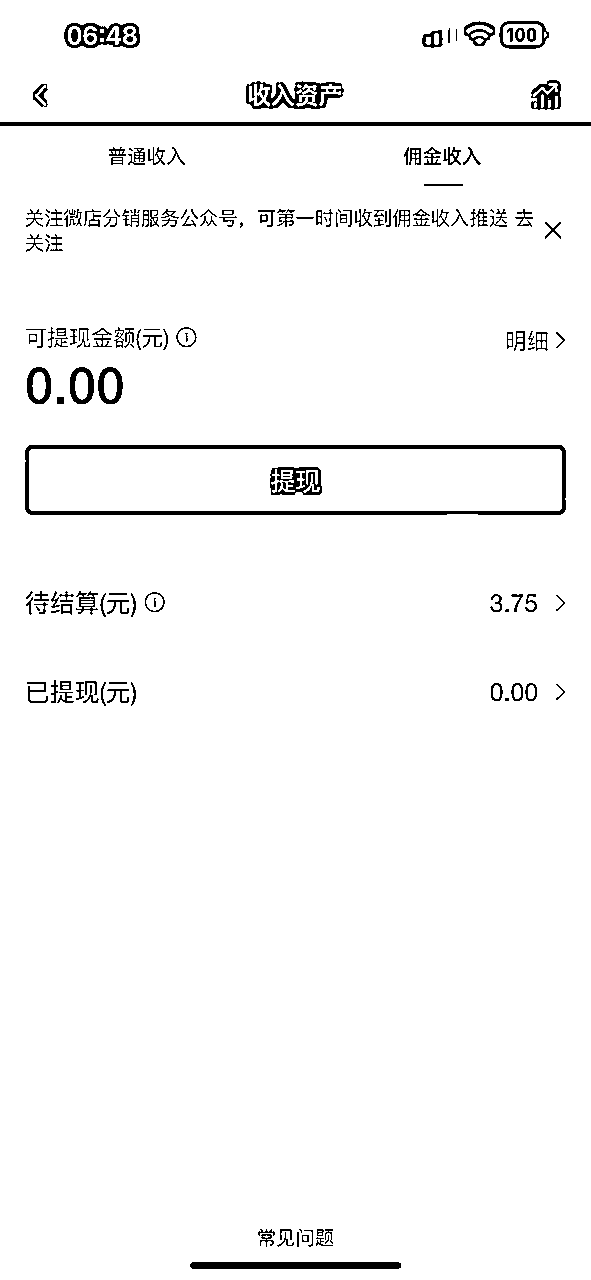 06:48
100
收入资产
普通收入
佣金收入
关注微店分销服务公众号，可第一时间收到佣金收入推送 去
关注
可提现金额(元)
明细
0.00
提现
待结算(元)
3.75
已提现(元)
0.00
常见问题